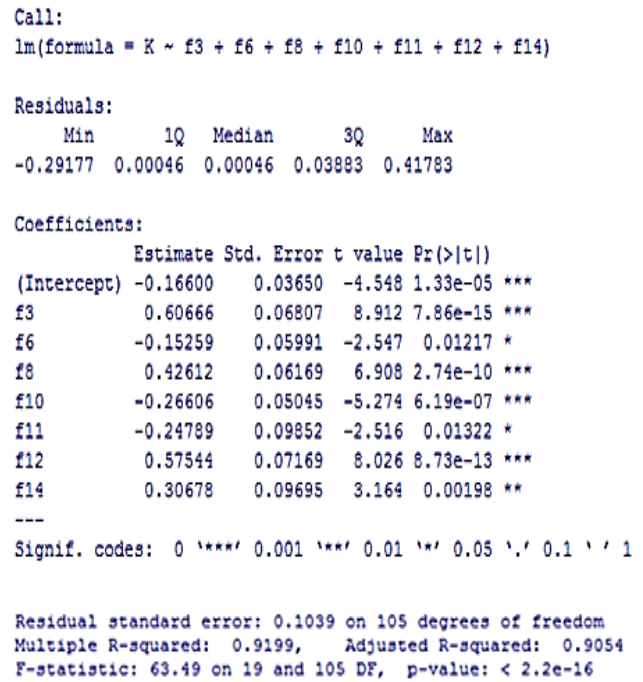 Call:
lm(formula = K ~ f3 + f6 + f8 + f10 + f11 + f12 + f14)
Residuals:
Min 1Q Median 3Q Max
-0.29177 0.00046 0.00046 0.03883 0.41783
Coefficients:
Estimate Std. Error t value Pr(>|t|)
(Intercept) -0.16600 0.03650 -4.548 1.33e-05 ***
f3 0.60666 0.06807 8.912 7.86e-15 ***
f6 -0.15259 0.05991 -2.547 0.01217 *
f8 0.42612 0.06169 6.908 2.74e-10 ***
f10 -0.26606 0.05045 -5.274 6.19e-07 ***
f11 -0.24789 0.09852 -2.516 0.01322 *
f12 0.57544 0.07169 8.026 8.73e-13 ***
f14 0.30678 0.09695 3.164 0.00198 **
---
Signif. codes: 0 '***' 0.001 '**' 0.01 '*' 0.05 '.' 0.1 ' ' 1
Residual standard error: 0.1039 on 105 degrees of freedom
Multiple R-squared: 0.9199, Adjusted R-squared: 0.9054
F-statistic: 63.49 on 19 and 105 DF, p-value: < 2.2e-16